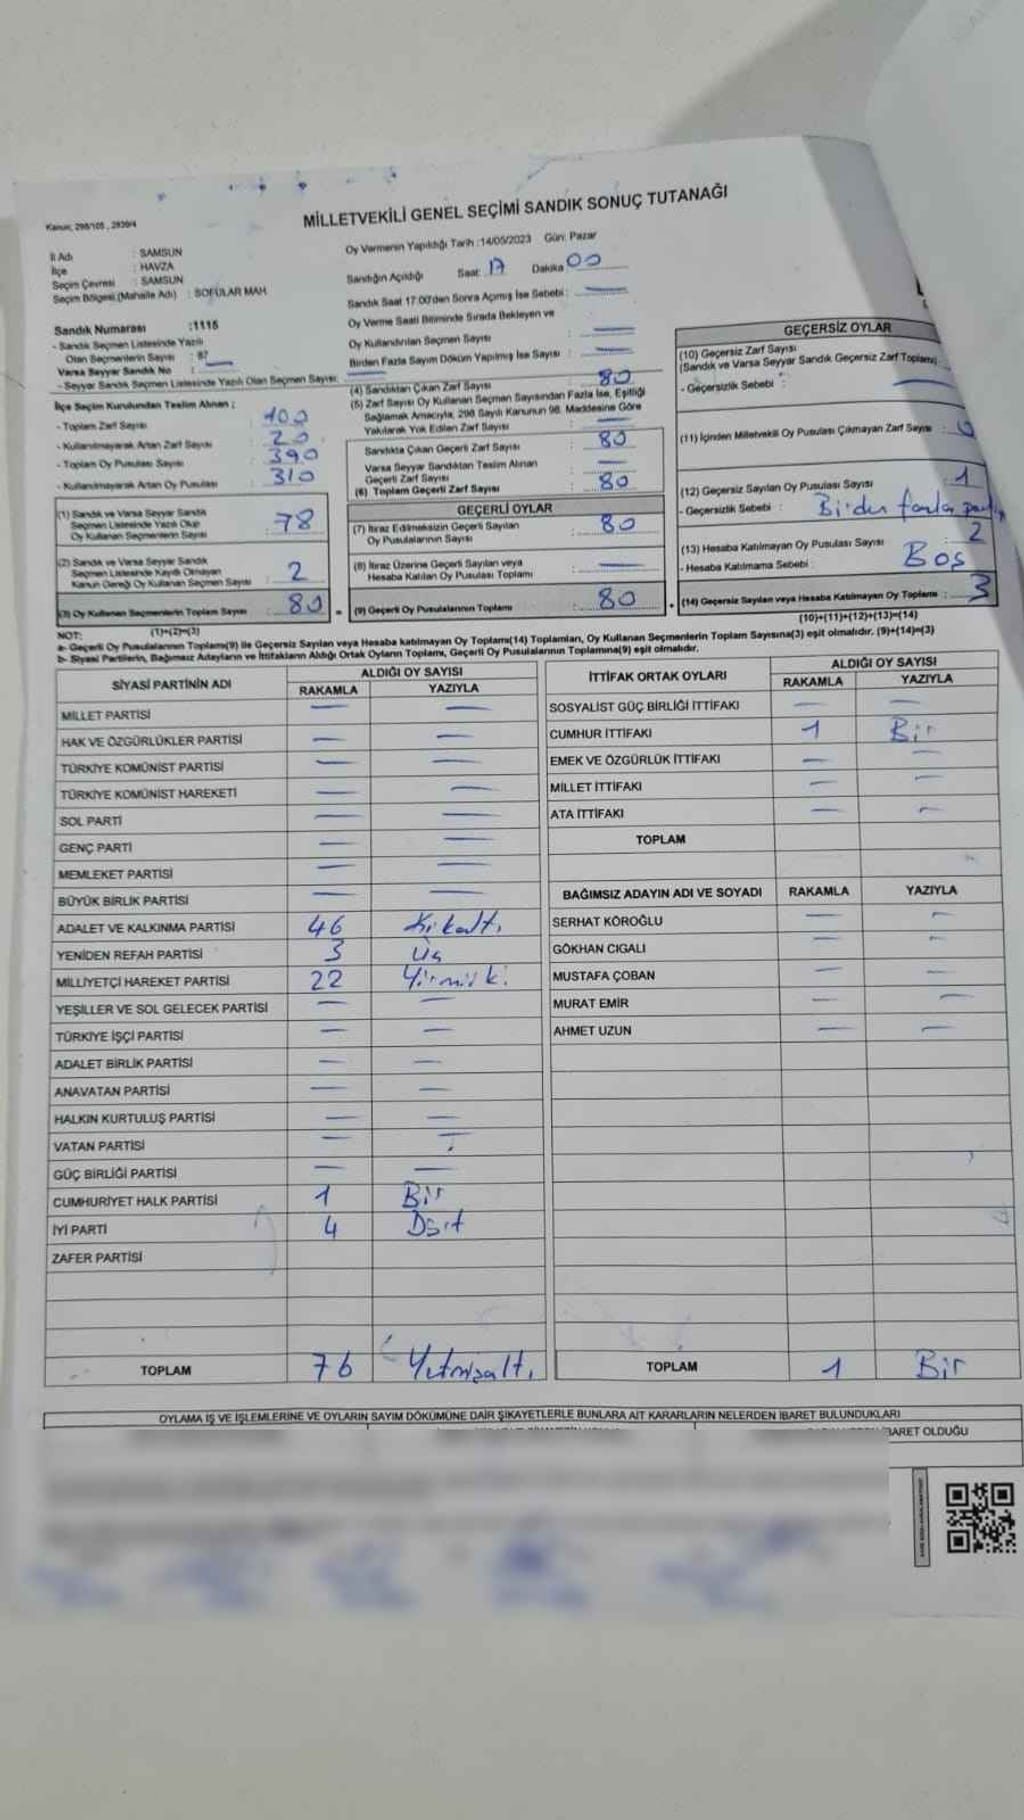 Kanun: 298/105 , 2839/4
MİLLETVEKİLİ GENEL SEÇİMİ SANDIK SONUÇ TUTANAĞI
İl Adı : SAMSUN
İlçe : HAVZA
Seçim Çevresi : SAMSUN
Seçim Bölgesi (Mahalle Adı) : SOFULAR MAH.
Sandık Numarası :1116
- Sandık Seçmen Listesinde Yazılı
Olan Seçmenlerin Sayısı : 87
Varsa Seyyar Sandık No : —
- Seyyar Sandık Seçmen Listesinde Yazılı Olan Seçmen Sayısı: —
Oy Vermenin Yapıldığı Tarih :14/05/2023 Gün: Pazar
Sandığın Açıldığı Saat: 17 Dakika 00
Sandık Saat 17:00'den Sonra Açmış İse Sebebi : —
Oy Verme Saati Bitiminde Sırada Bekleyen ve
Oy Kullandırılan Seçmen Sayısı : —
Birden Fazla Sayım Döküm Yapılmış İse Sayısı : —
İlçe Seçim Kurulundan Teslim Alınan ;
- Toplam Zarf Sayısı : 400
- Kullanılmayarak Artan Zarf Sayısı : 20
- Toplam Oy Pusulası Sayısı : 390
- Kullanılmayarak Artan Oy Pusulası : 310
(1) Sandık ve Varsa Seyyar Sandık
Seçmen Listesinde Yazılı Olup
Oy Kullanan Seçmenlerin Sayısı 78
(2) Sandık ve Varsa Seyyar Sandık
Seçmen Listesinde Kayıtlı Olmayan
Kanun Gereği Oy Kullanan Seçmen Sayısı 2
(3) Oy Kullanan Seçmenlerin Toplam Sayısı 80
(1)+(2)=(3)
(4) Sandıktan Çıkan Zarf Sayısı : 80
(5) Zarf Sayısı Oy Kullanan Seçmen Sayısından Fazla İse, Eşitliği
Sağlamak Amacıyla, 298 Sayılı Kanunun 98. Maddesine Göre
Yakılarak Yok Edilen Zarf Sayısı : —
Sandıkta Çıkan Geçerli Zarf Sayısı : 80
Varsa Seyyar Sandıktan Teslim Alınan
Geçerli Zarf Sayısı : —
(6) Toplam Geçerli Zarf Sayısı : 80
GEÇERLİ OYLAR
(7) İtiraz Edilmeksizin Geçerli Sayılan
Oy Pusulalarının Sayısı : 80
(8) İtiraz Üzerine Geçerli Sayılan veya
Hesaba Katılan Oy Pusulası Toplamı : —
(9) Geçerli Oy Pusulalarının Toplamı : 80
GEÇERSİZ OYLAR
(10) Geçersiz Zarf Sayısı
(Sandık ve Varsa Seyyar Sandık Geçersiz Zarf Toplamı)
- Geçersizlik Sebebi : —
(11) İçinden Milletvekili Oy Pusulası Çıkmayan Zarf Sayısı :
(12) Geçersiz Sayılan Oy Pusulası Sayısı : 1
- Geçersizlik Sebebi : Birden fazla
(13) Hesaba Katılmayan Oy Pusulası Sayısı : 2
- Hesaba Katılmama Sebebi : Boş
(14) Geçersiz Sayılan veya Hesaba Katılmayan Oy Toplamı : 3
(10)+(11)+(12)+(13)=(14)
NOT:
a- Geçerli Oy Pusulalarının Toplamı(9) ile Geçersiz Sayılan veya Hesaba katılmayan Oy Toplamı(14) Toplamları, Oy Kullanan Seçmenlerin Toplam Sayısına(3) eşit olmalıdır. (9)+(14)=(3)
b- Siyasi Partilerin, Bağımsız Adayların ve İttifakların Aldığı Ortak Oyların Toplamı, Geçerli Oy Pusulalarının Toplamına(9) eşit olmalıdır.
SİYASİ PARTİNİN ADI ALDIĞI OY SAYISI
RAKAMLA YAZIYLA
MİLLET PARTİSİ — —
HAK VE ÖZGÜRLÜKLER PARTİSİ — —
TÜRKİYE KOMÜNİST PARTİSİ — —
TÜRKİYE KOMÜNİST HAREKETİ — —
SOL PARTİ — —
GENÇ PARTİ — —
MEMLEKET PARTİSİ — —
BÜYÜK BİRLİK PARTİSİ — —
ADALET VE KALKINMA PARTİSİ 46
YENİDEN REFAH PARTİSİ 3 Üç
MİLLİYETÇİ HAREKET PARTİSİ 22 Yirmiiki
YEŞİLLER VE SOL GELECEK PARTİSİ — —
TÜRKİYE İŞÇİ PARTİSİ — —
ADALET BİRLİK PARTİSİ — —
ANAVATAN PARTİSİ — —
HALKIN KURTULUŞ PARTİSİ — —
VATAN PARTİSİ — —
GÜÇ BİRLİĞİ PARTİSİ — —
CUMHURİYET HALK PARTİSİ 1 Bir
İYİ PARTİ 4 Dört
ZAFER PARTİSİ
TOPLAM 76 Yetmişaltı
İTTİFAK ORTAK OYLARI ALDIĞI OY SAYISI
RAKAMLA YAZIYLA
SOSYALİST GÜÇ BİRLİĞİ İTTİFAKI — —
CUMHUR İTTİFAKI 1 Bir
EMEK VE ÖZGÜRLÜK İTTİFAKI — —
MİLLET İTTİFAKI — —
ATA İTTİFAKI — —
TOPLAM
BAĞIMSIZ ADAYIN ADI VE SOYADI RAKAMLA YAZIYLA
SERHAT KÖROĞLU — —
GÖKHAN CIGALI — —
MUSTAFA ÇOBAN — —
MURAT EMİR — —
AHMET UZUN — —
TOPLAM 1 Bir
OYLAMA İŞ VE İŞLEMLERİNE VE OYLARIN SAYIM DÖKÜMÜNE DAİR ŞİKAYETLERLE BUNLARA AİT KARARLARIN NELERDEN İBARET BULUNDUKLARI
İBARET OLDUĞU